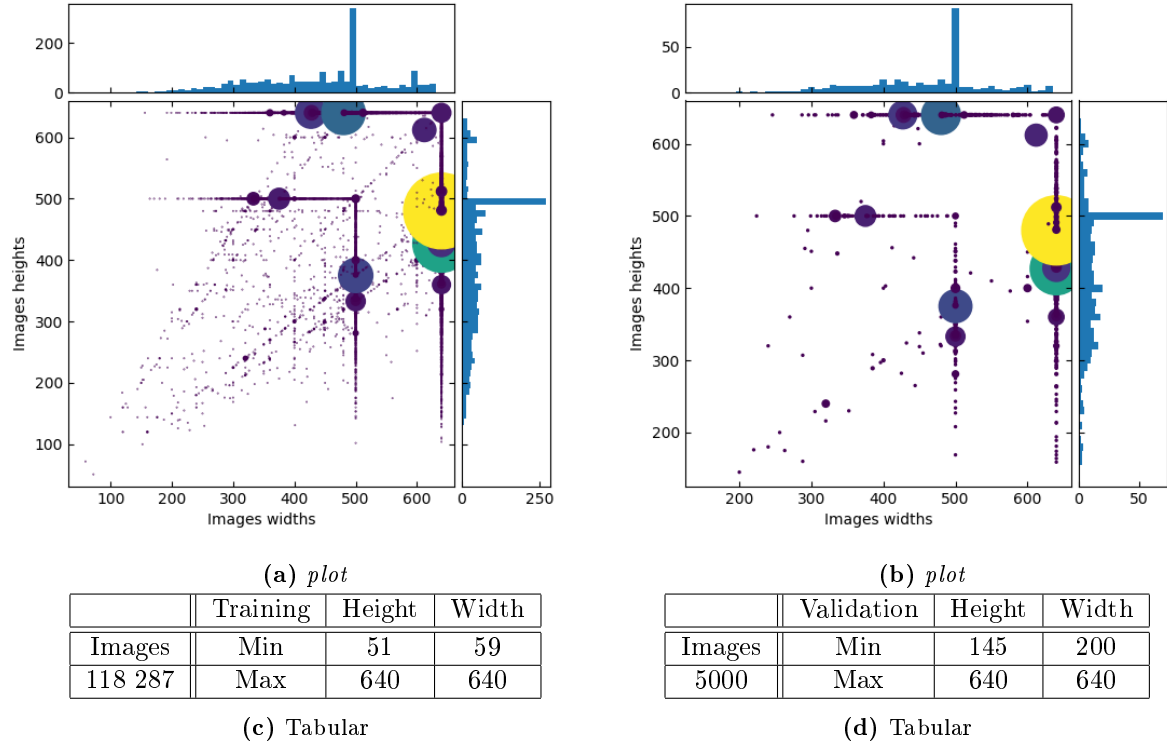 200
0
600
500
400
300
200
100
Images heights
100 200 300 400 500 600
Images widths
0 250
(a) plot
50
0
600
500
400
300
200
Images heights
200 300 400 500 600
Images widths
0 50
(b) plot
Training Height Width
Images Min 51 59
118 287 Max 640 640
(c) Tabular
Validation Height Width
Images Min 145 200
5000 Max 640 640
(d) Tabular